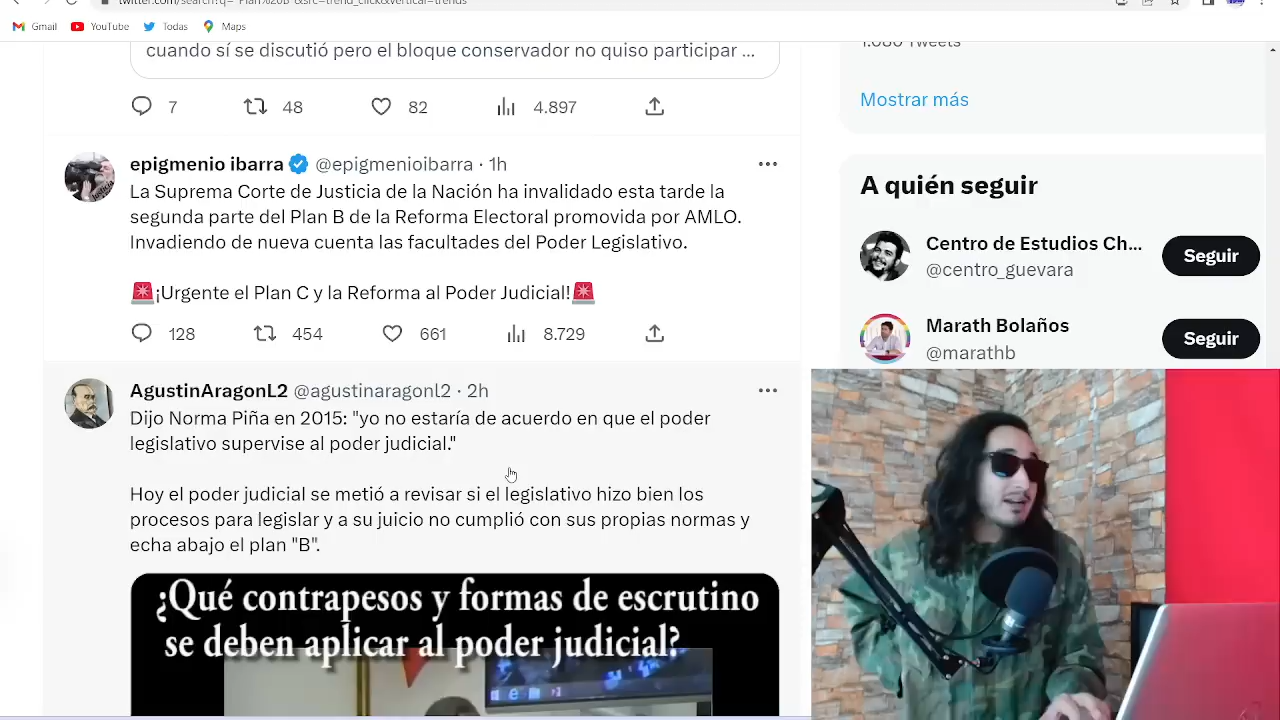 Gmail
YouTube
Todas
Maps
cuando sí se discutió pero el bloque conservador no quiso participar ...
7 48 82 4.897
Mostrar más
epigmenio ibarra @epigmenioibarra · 1h
La Suprema Corte de Justicia de la Nación ha invalidado esta tarde la
segunda parte del Plan B de la Reforma Electoral promovida por AMLO.
Invadiendo de nueva cuenta las facultades del Poder Legislativo.
🚨¡Urgente el Plan C y la Reforma al Poder Judicial!🚨
128 454 661 8.729
A quién seguir
Centro de Estudios Ch...
@centro_guevara
Seguir
Marath Bolaños
@marathb
Seguir
AgustinAragonL2 @agustinaragonl2 · 2h
Dijo Norma Piña en 2015: "yo no estaría de acuerdo en que el poder
legislativo supervise al poder judicial."
Hoy el poder judicial se metió a revisar si el legislativo hizo bien los
procesos para legislar y a su juicio no cumplió con sus propias normas y
echa abajo el plan "B".
¿Qué contrapesos y formas de escrutino
se deben aplicar al poder judicial?